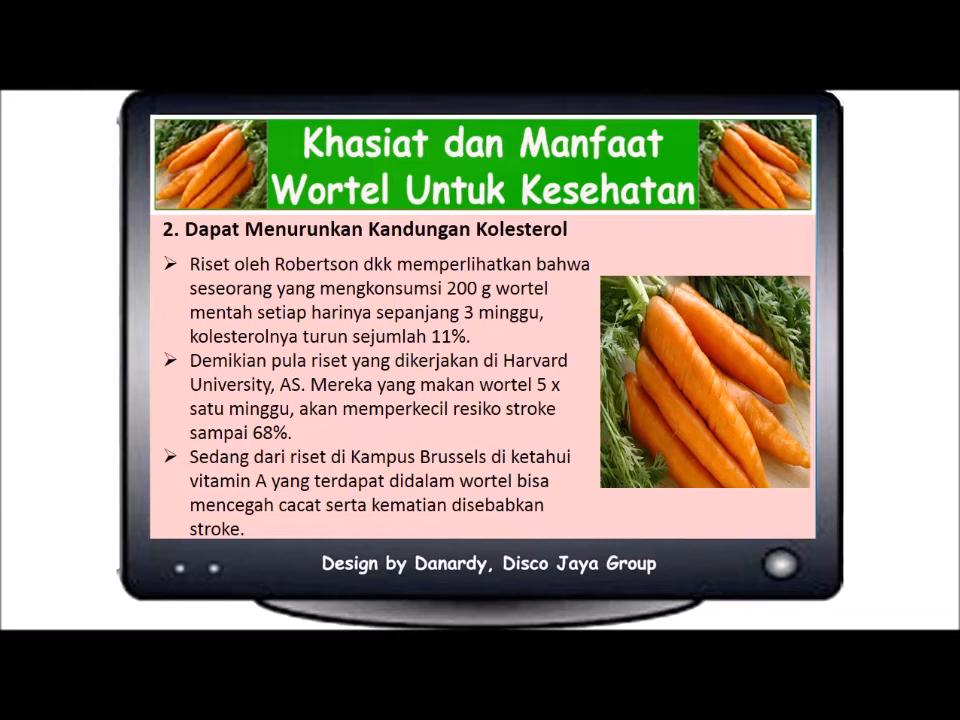 Khasiat dan Manfaat
Wortel Untuk Kesehatan
2. Dapat Menurunkan Kandungan Kolesterol
➢ Riset oleh Robertson dkk memperlihatkan bahwa
seseorang yang mengkonsumsi 200 g wortel
mentah setiap harinya sepanjang 3 minggu,
kolesterolnya turun sejumlah 11%.
➢ Demikian pula riset yang dikerjakan di Harvard
University, AS. Mereka yang makan wortel 5 x
satu minggu, akan memperkecil resiko stroke
sampai 68%.
➢ Sedang dari riset di Kampus Brussels di ketahui
vitamin A yang terdapat didalam wortel bisa
mencegah cacat serta kematian disebabkan
stroke.
Design by Danardy, Disco Jaya Group